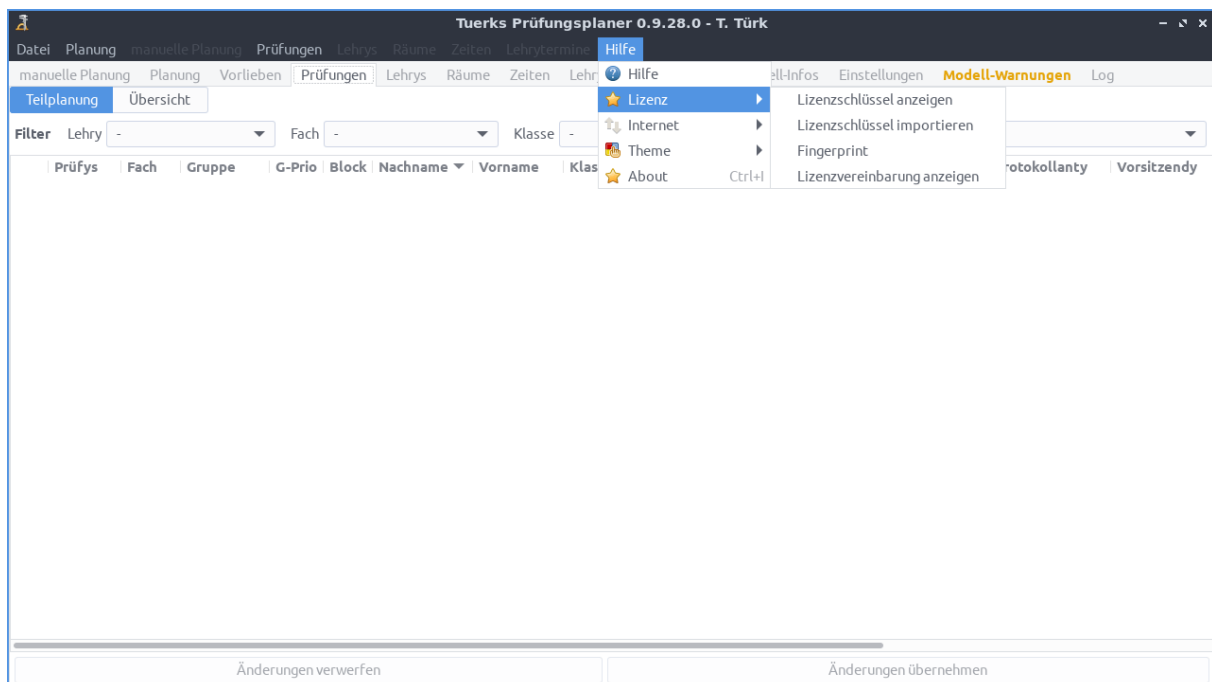 Tuerks Prüfungsplaner 0.9.28.0 - T. Türk
Datei Planung manuelle Planung Prüfungen Lehrys Räume Zeiten Lehrytermine Hilfe
manuelle Planung Planung Vorlieben Prüfungen Lehrys Räume Zeiten Lehr Hilfe ell-Infos Einstellungen Modell-Warnungen Log
Teilplanung Übersicht Lizenz Lizenzschlüssel anzeigen
Filter Lehry - Fach - Klasse - Internet Lizenzschlüssel importieren
Theme Fingerprint
Prüfys Fach Gruppe G-Prio Block Nachname Vorname Klas About Ctrl+I Lizenzvereinbarung anzeigen rotokollanty Vorsitzendy
Änderungen verwerfen Änderungen übernehmen